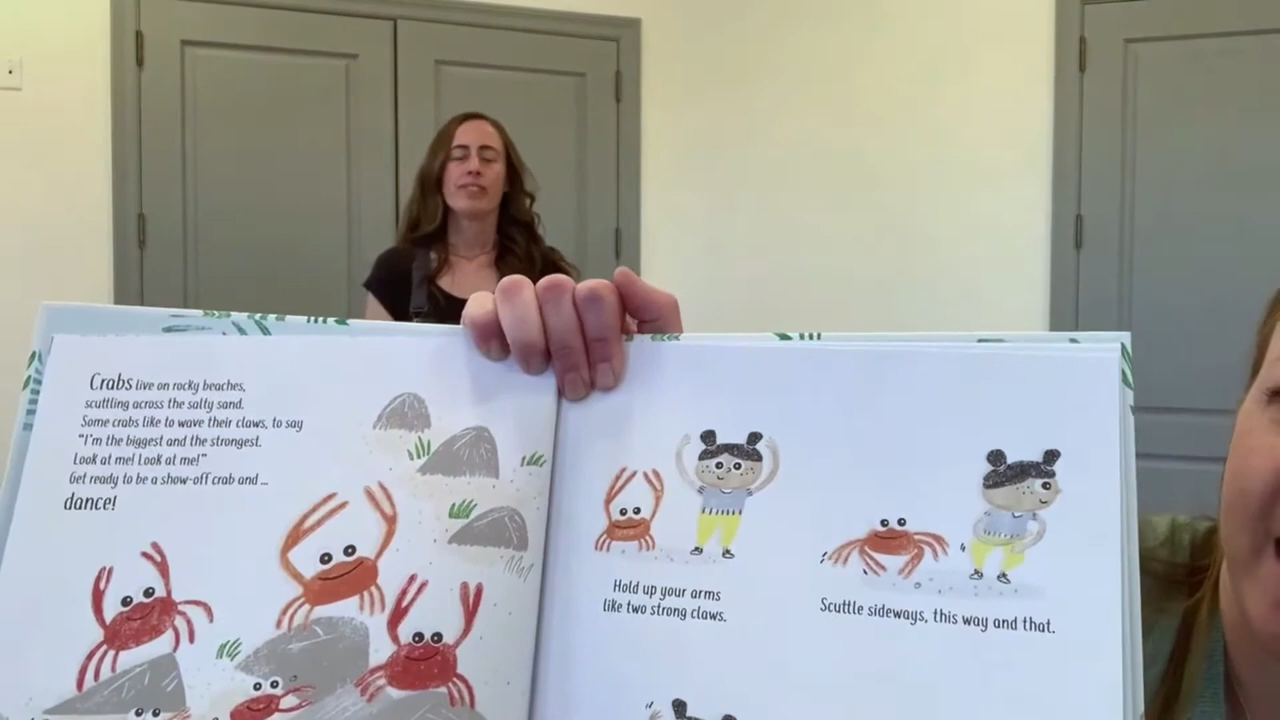 Crabs live on rocky beaches,
scuttling across the salty sand.
Some crabs like to wave their claws, to say
"I'm the biggest and the strongest.
Look at me! Look at me!"
Get ready to be a show-off crab and ...
dance!
Hold up your arms
like two strong claws.
Scuttle sideways, this way and that.